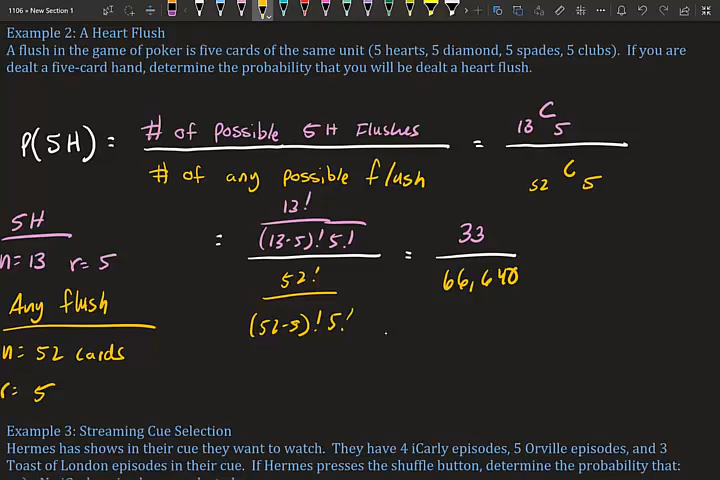 1106 » New Section 1
Example 2: A Heart Flush
A flush in the game of poker is five cards of the same unit (5 hearts, 5 diamond, 5 spades, 5 clubs). If you are
dealt a five-card hand, determine the probability that you will be dealt a heart flush.
P(5H) = # of Possible 5H Flushes / # of any possible flush = 13 C 5 / 52 C 5
= 13! / (13-5)! 5! / 52! / (52-5)! 5! = 33 / 66,640
5H
n= 13 r= 5
Any flush
n= 52 cards
r= 5
Example 3: Streaming Cue Selection
Hermes has shows in their cue they want to watch. They have 4 iCarly episodes, 5 Orville episodes, and 3
Toast of London episodes in their cue. If Hermes presses the shuffle button, determine the probability that: